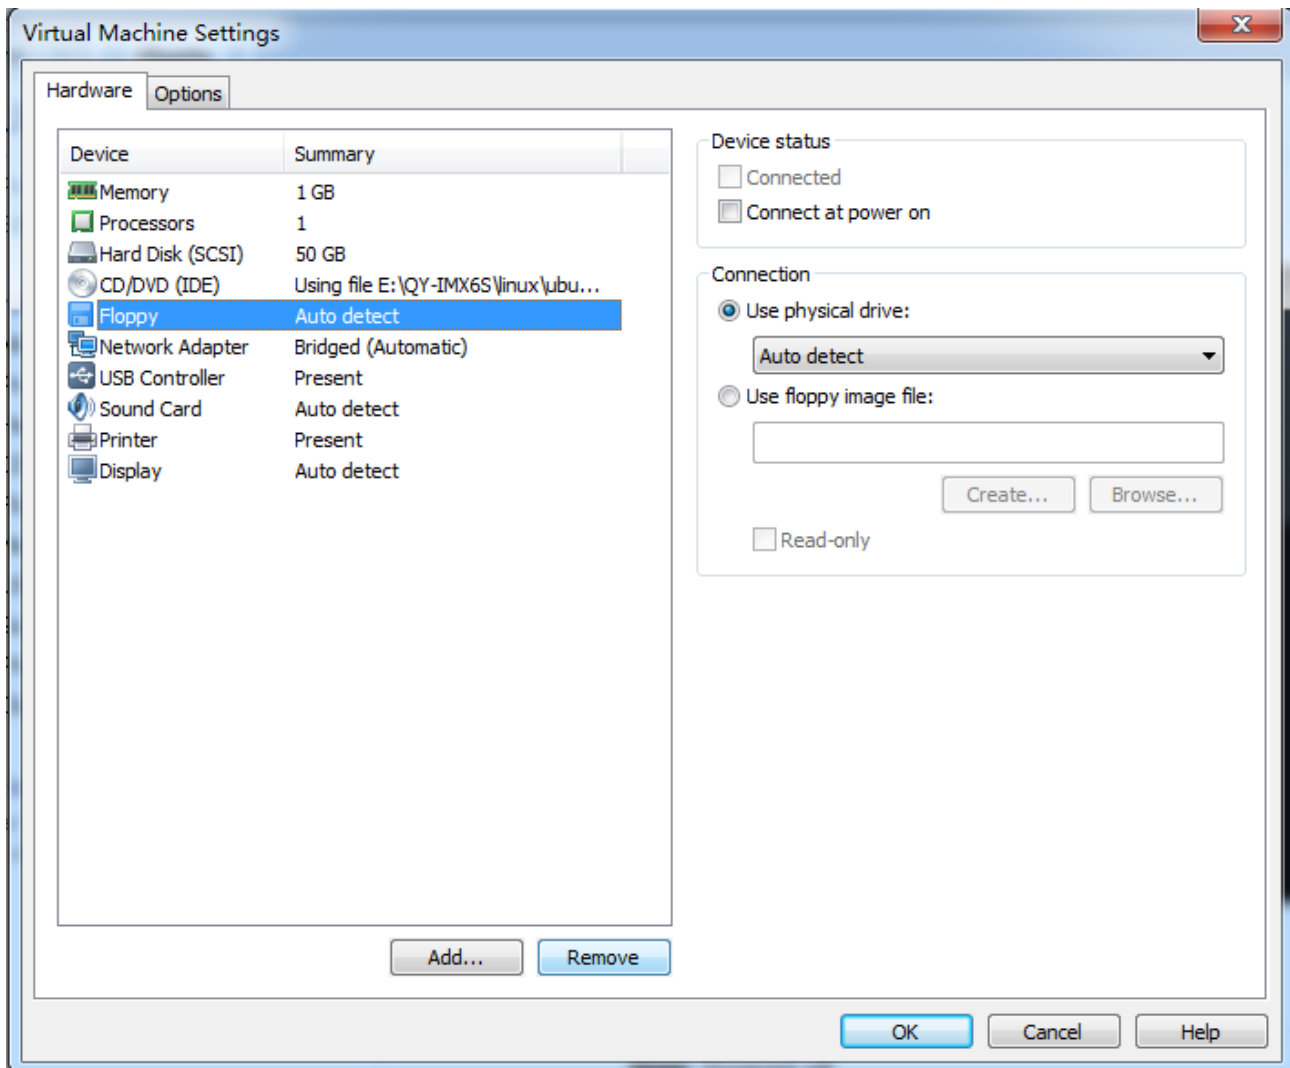 Virtual Machine Settings
Hardware Options
Device Summary
Memory 1 GB
Processors 1
Hard Disk (SCSI) 50 GB
CD/DVD (IDE) Using file E:\QY-IMX6S\linux\ubu...
Floppy Auto detect
Network Adapter Bridged (Automatic)
USB Controller Present
Sound Card Auto detect
Printer Present
Display Auto detect
Add... Remove
Device status
Connected
Connect at power on
Connection
Use physical drive:
Auto detect
Use floppy image file:
Create... Browse...
Read-only
OK Cancel Help